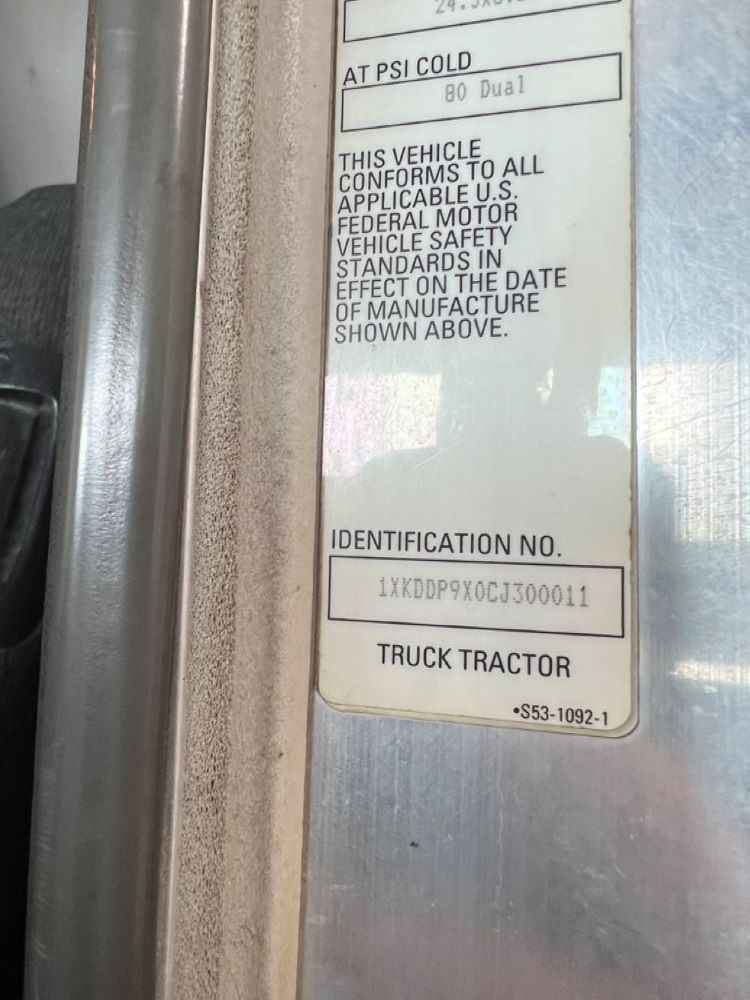 AT PSI COLD
80 Dual
THIS VEHICLE
CONFORMS TO ALL
APPLICABLE U.S.
FEDERAL MOTOR
VEHICLE SAFETY
STANDARDS IN
EFFECT ON THE DATE
OF MANUFACTURE
SHOWN ABOVE.
IDENTIFICATION NO.
1XKDDP9X0CJ300011
TRUCK TRACTOR
•S53-1092-1